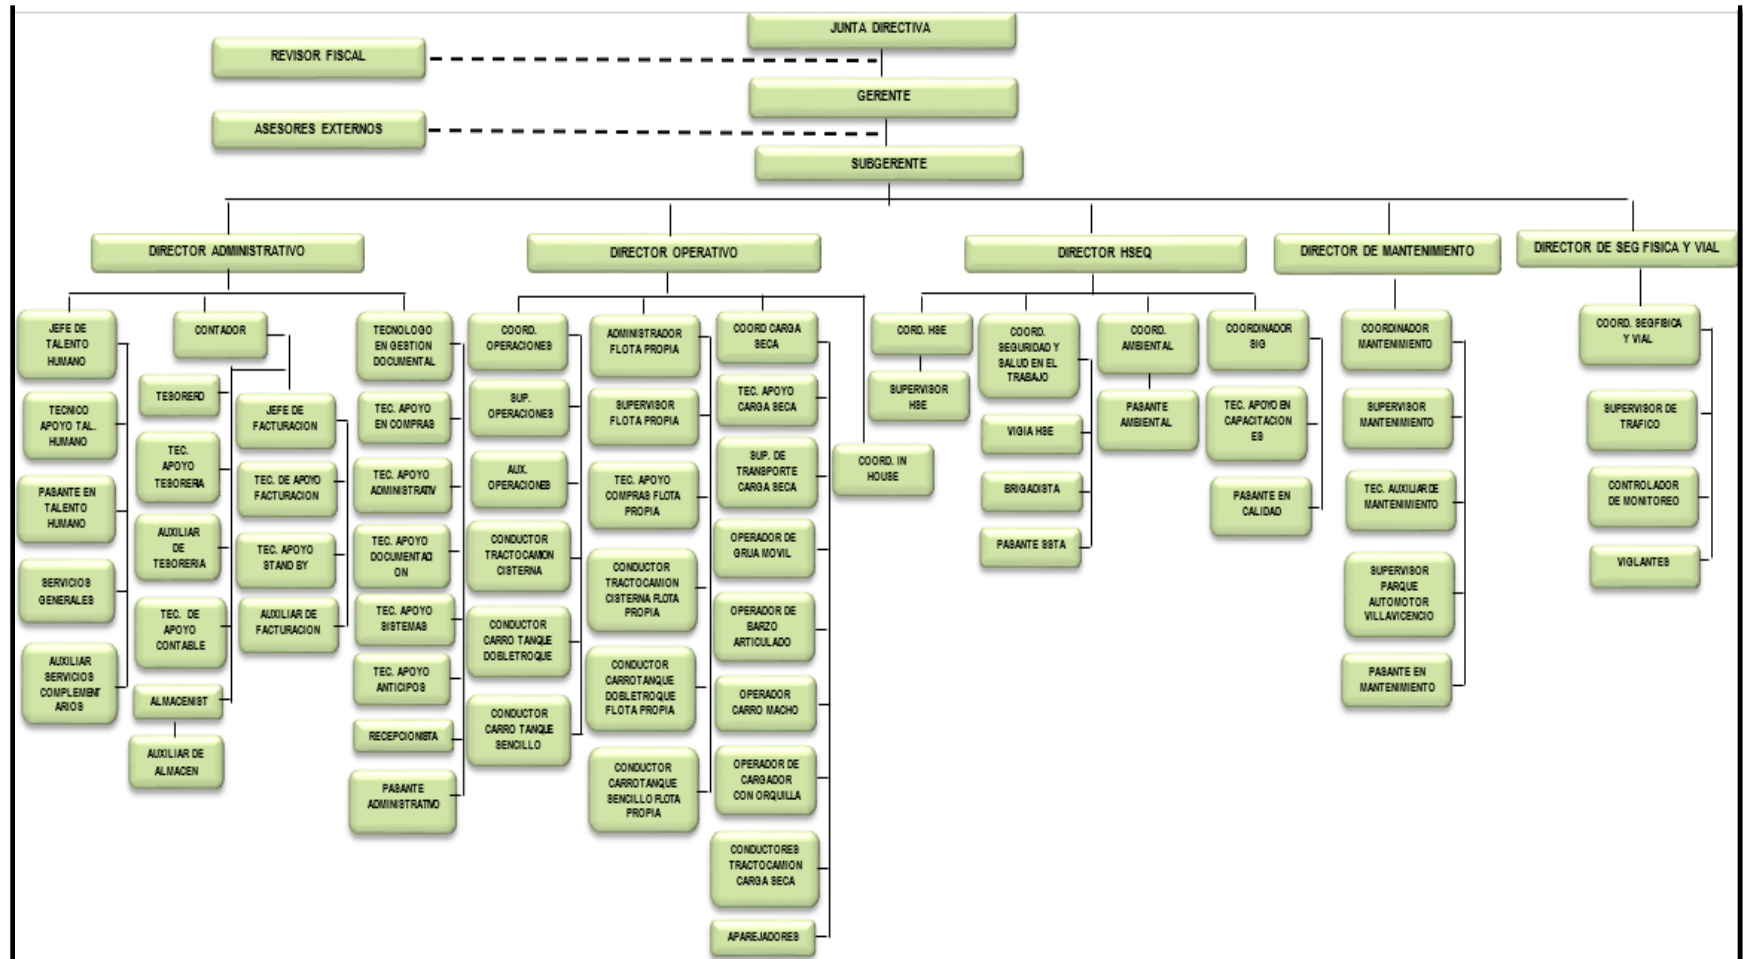 JUNTA DIRECTIVA
REVISOR FISCAL
GERENTE
ASESORES EXTERNOS
SUBGERENTE
DIRECTOR ADMINISTRATIVO
DIRECTOR OPERATIVO
DIRECTOR HSEQ
DIRECTOR DE MANTENIMIENTO
DIRECTOR DE SEG FISICA Y VIAL
JEFE DE
TALENTO
HUMANO
TECNICO
APOYO TAL.
HUMANO
PASANTE EN
TALENTO
HUMANO
SERVICIOS
GENERALES
AUXILIAR
SERVICIOS
COMPLEMENT
ARIOS
CONTADOR
TESORERO
TEC.
APOYO
TESORERIA
AUXILIAR
DE
TESORERIA
TEC. DE
APOYO
CONTABLE
ALMACENIST
AUXILIAR DE
ALMACEN
JEFE DE
FACTURACION
TEC. DE APOYO
FACTURACION
TEC. APOYO
STAND BY
AUXILIAR DE
FACTURACION
TECNOLOGO
EN GESTION
DOCUMENTAL
TEC. APOYO
EN COMPRAS
TEC. APOYO
ADMINISTRATIV
TEC. APOYO
DOCUMENTACI
ON
TEC. APOYO
SISTEMAS
TEC. APOYO
ANTICIPOS
RECEPCIONISTA
PASANTE
ADMINISTRATIVO
COORD.
OPERACIONES
SUP.
OPERACIONES
AUX.
OPERACIONES
CONDUCTOR
TRACTOCAMION
CISTERNA
CONDUCTOR
CARRO TANQUE
DOBLETROQUE
CONDUCTOR
CARRO TANQUE
SENCILLO
ADMINISTRADOR
FLOTA PROPIA
SUPERVISOR
FLOTA PROPIA
TEC. APOYO
COMPRAS FLOTA
PROPIA
CONDUCTOR
TRACTOCAMION
CISTERNA FLOTA
PROPIA
CONDUCTOR
CARROTANQUE
DOBLETROQUE
FLOTA PROPIA
CONDUCTOR
CARROTANQUE
SENCILLO FLOTA
PROPIA
COORD CARGA
SECA
TEC. APOYO
CARGA SECA
SUP. DE
TRANSPORTE
CARGA SECA
OPERADOR DE
GRUA MOVIL
OPERADOR DE
BARZO
ARTICULADO
OPERADOR
CARRO MACHO
OPERADOR DE
CARGADOR
CON ORQUILLA
CONDUCTORES
TRACTOCAMION
CARGA SECA
APAREJADORES
COORD. IN
HOUSE
CORD. HSE
SUPERVISOR
HSE
COORD.
SEGURIDAD Y
SALUD EN EL
TRABAJO
VIGIA HSE
BRIGADISTA
PASANTE SSTA
COORD.
AMBIENTAL
PASANTE
AMBIENTAL
COORDINADOR
SIG
TEC. APOYO EN
CAPACITACION
ES
PASANTE EN
CALIDAD
COORDINADOR
MANTENIMIENTO
SUPERVISOR
MANTENIMIENTO
TEC. AUXILIAR DE
MANTENIMIENTO
SUPERVISOR
PARQUE
AUTOMOTOR
VILLAVICENCIO
PASANTE EN
MANTENIMIENTO
COORD. SEGFISICA
Y VIAL
SUPERVISOR DE
TRAFICO
CONTROLADOR
DE MONITOREO
VIGILANTES